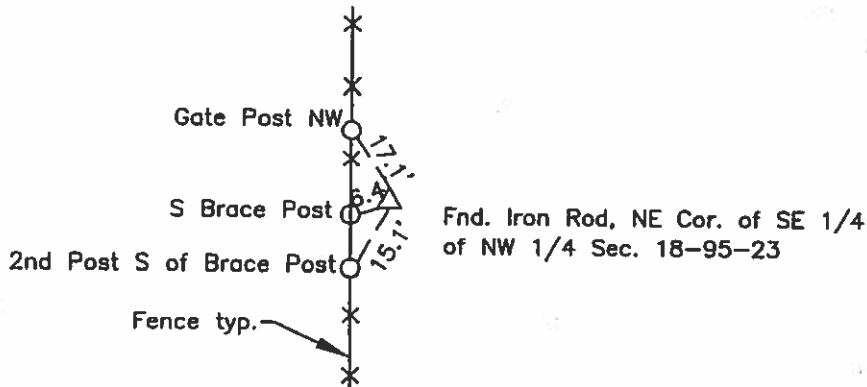 Gate Post NW
17.1'
S Brace Post
6.4'
15.1'
2nd Post S of Brace Post
Fence typ.
Fnd. Iron Rod, NE Cor. of SE 1/4
of NW 1/4 Sec. 18-95-23